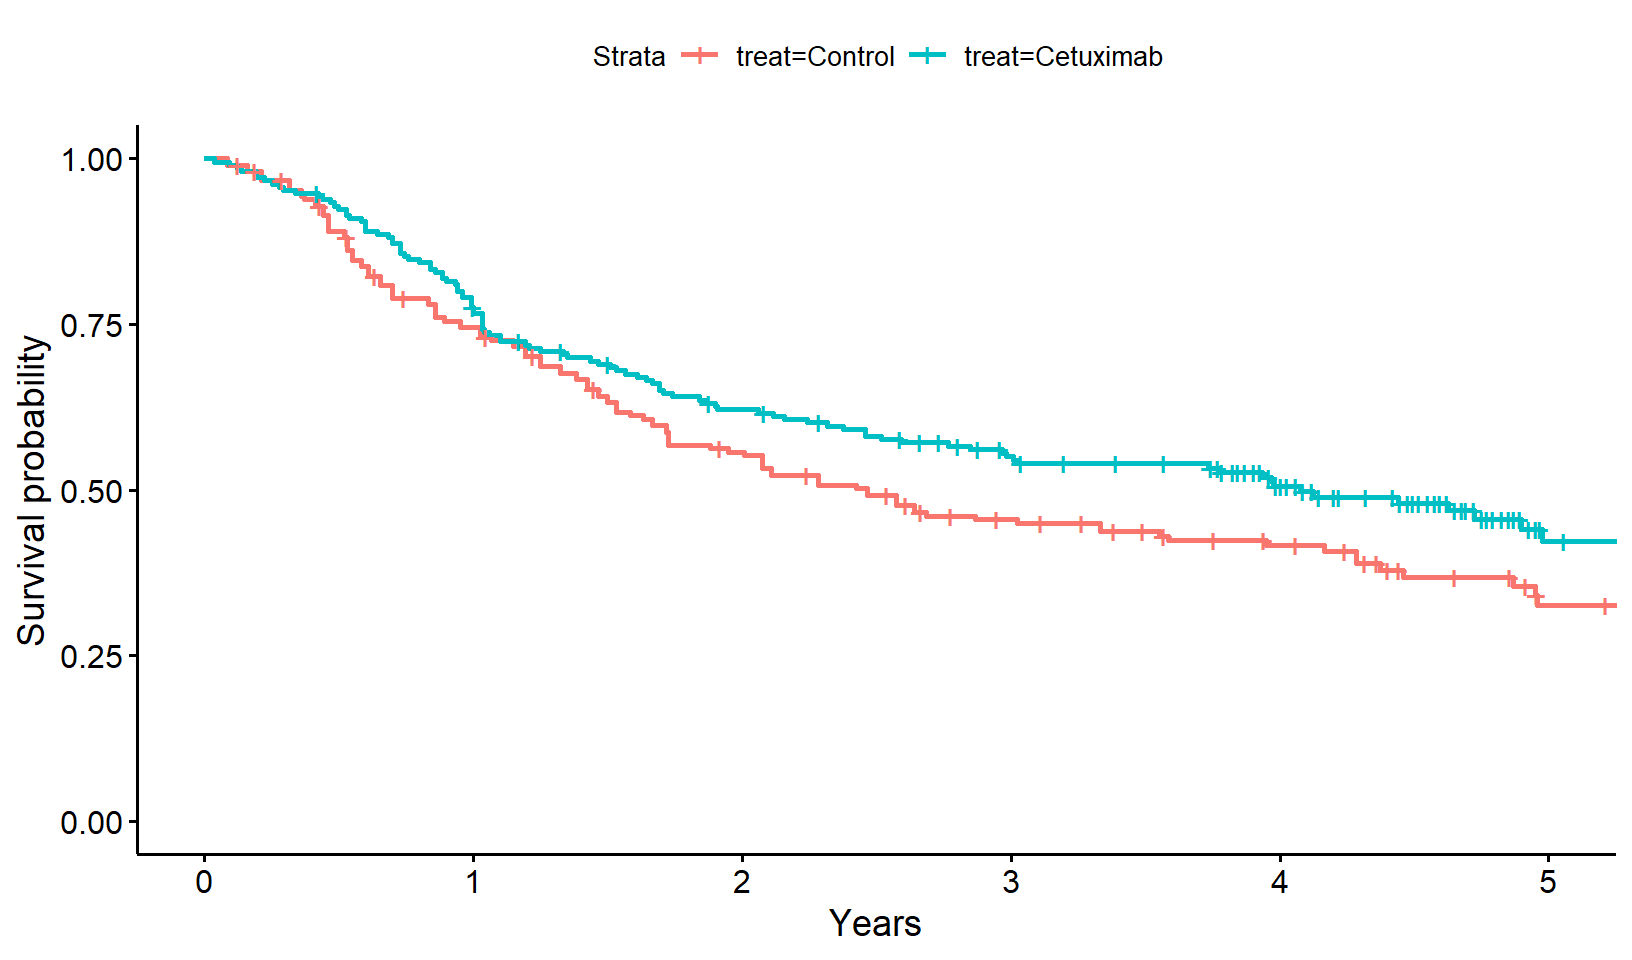 Strata treat=Control treat=Cetuximab
1.00
0.75
0.50
0.25
0.00
Survival probability
0 1 2 3 4 5
Years